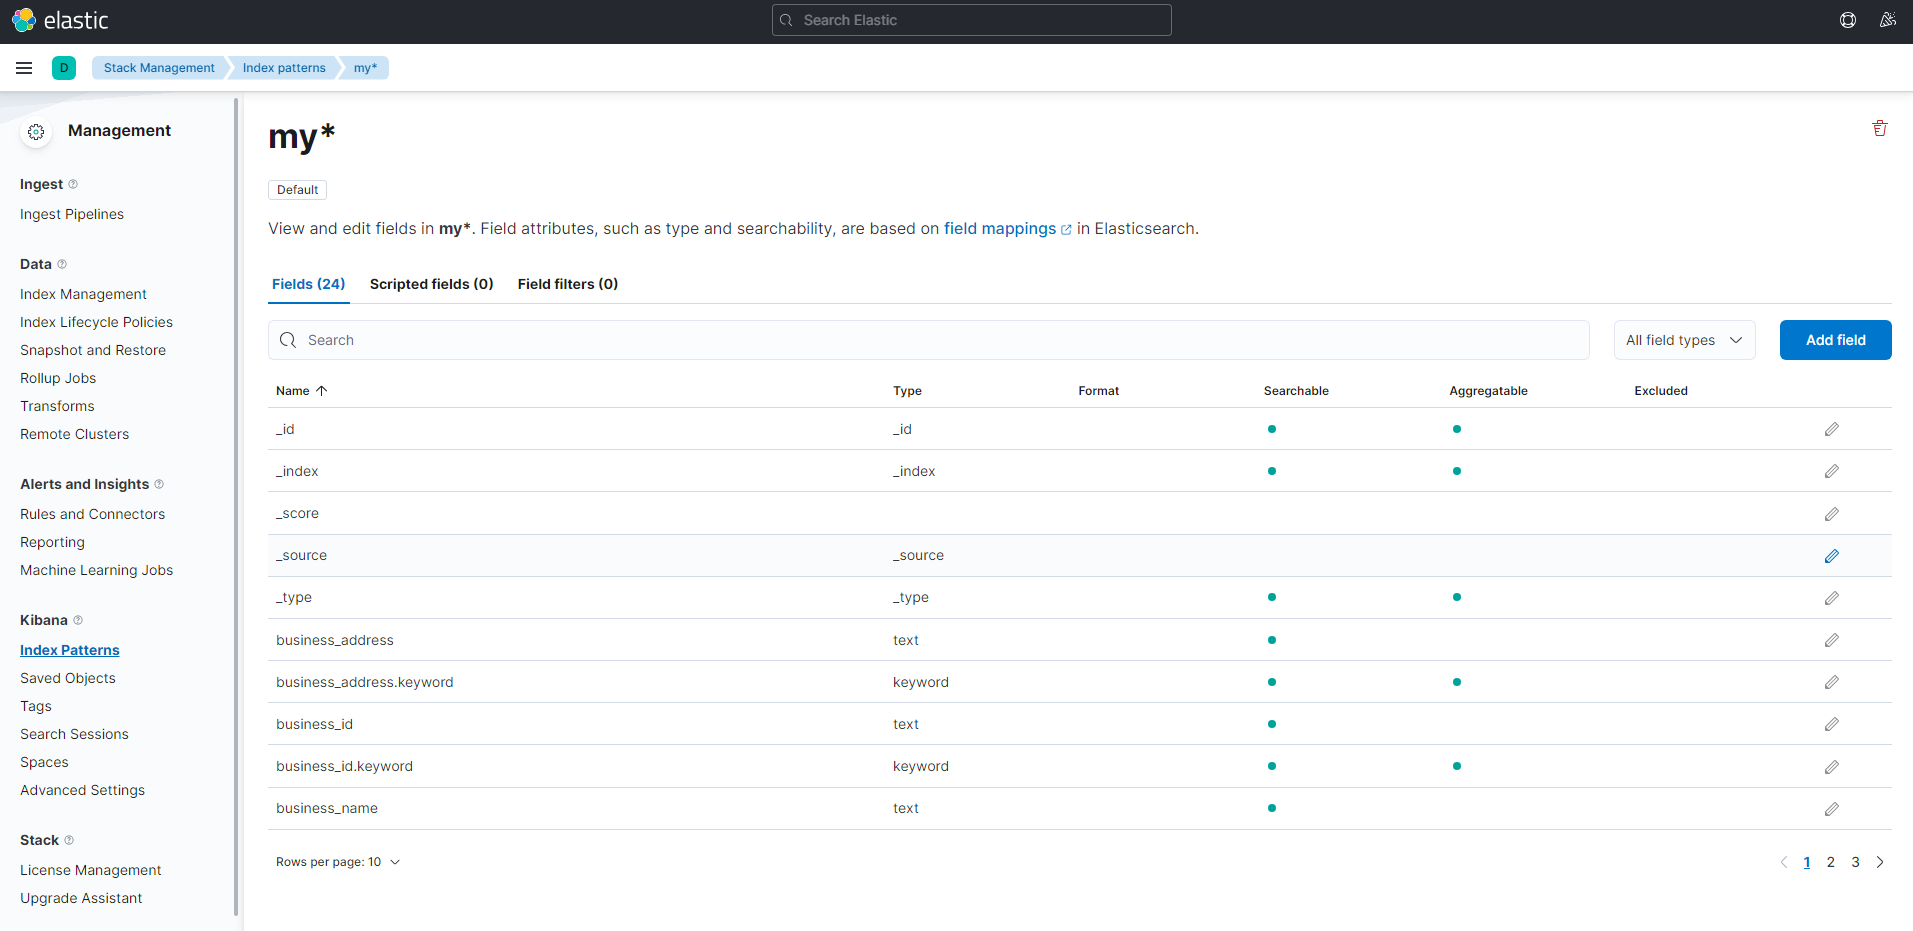 elastic
Search Elastic
D
Stack Management
Index patterns
my*
Management
Ingest
Ingest Pipelines
Data
Index Management
Index Lifecycle Policies
Snapshot and Restore
Rollup Jobs
Transforms
Remote Clusters
Alerts and Insights
Rules and Connectors
Reporting
Machine Learning Jobs
Kibana
Index Patterns
Saved Objects
Tags
Search Sessions
Spaces
Advanced Settings
Stack
License Management
Upgrade Assistant
my*
Default
View and edit fields in my*. Field attributes, such as type and searchability, are based on field mappings in Elasticsearch.
Fields (24) Scripted fields (0) Field filters (0)
Search All field types Add field
Name Type Format Searchable Aggregatable Excluded
_id _id
_index _index
_score
_source _source
_type _type
business_address text
business_address.keyword keyword
business_id text
business_id.keyword keyword
business_name text
Rows per page: 10 1 2 3